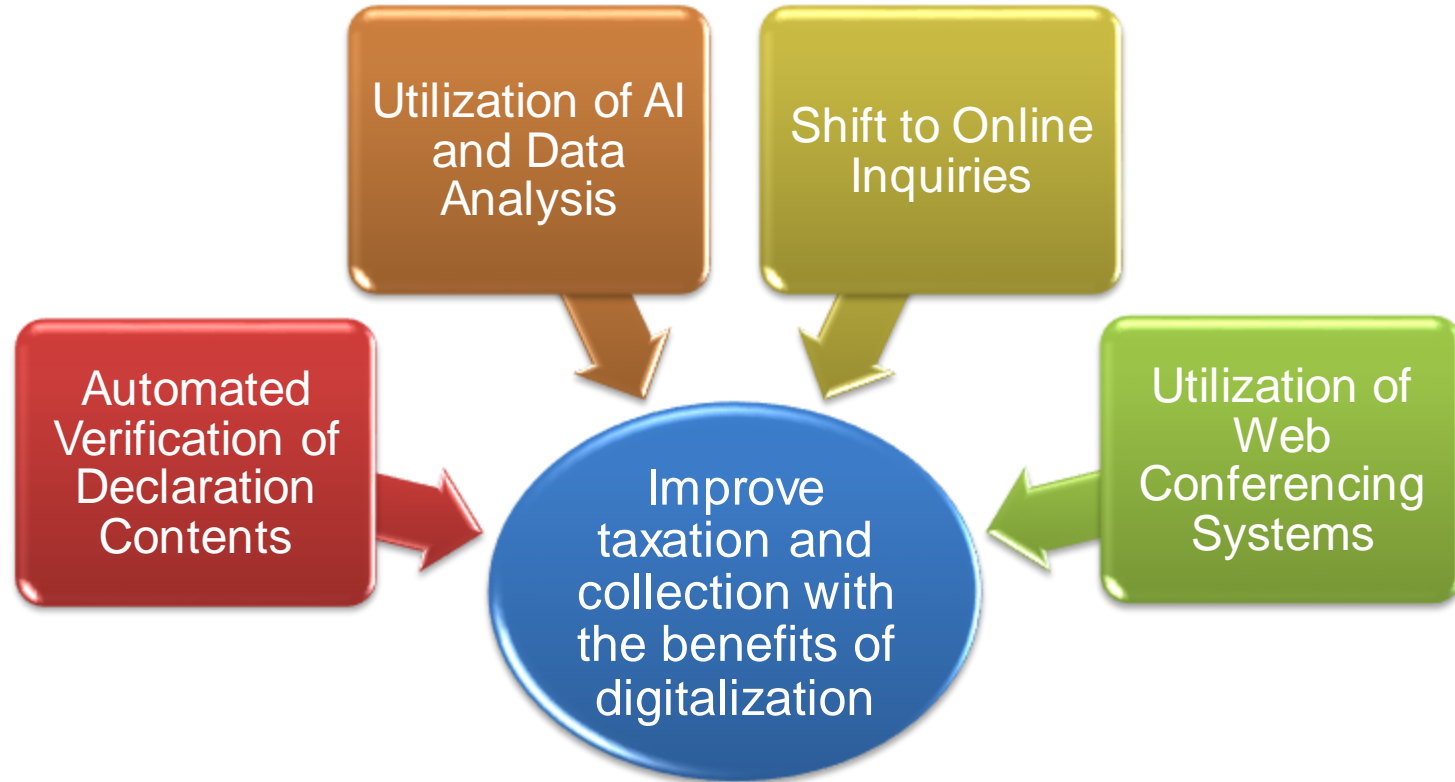 Utilization of AI
and Data
Analysis
Shift to Online
Inquiries
Automated
Verification of
Declaration
Contents
Utilization of
Web
Conferencing
Systems
Improve
taxation and
collection with
the benefits of
digitalization